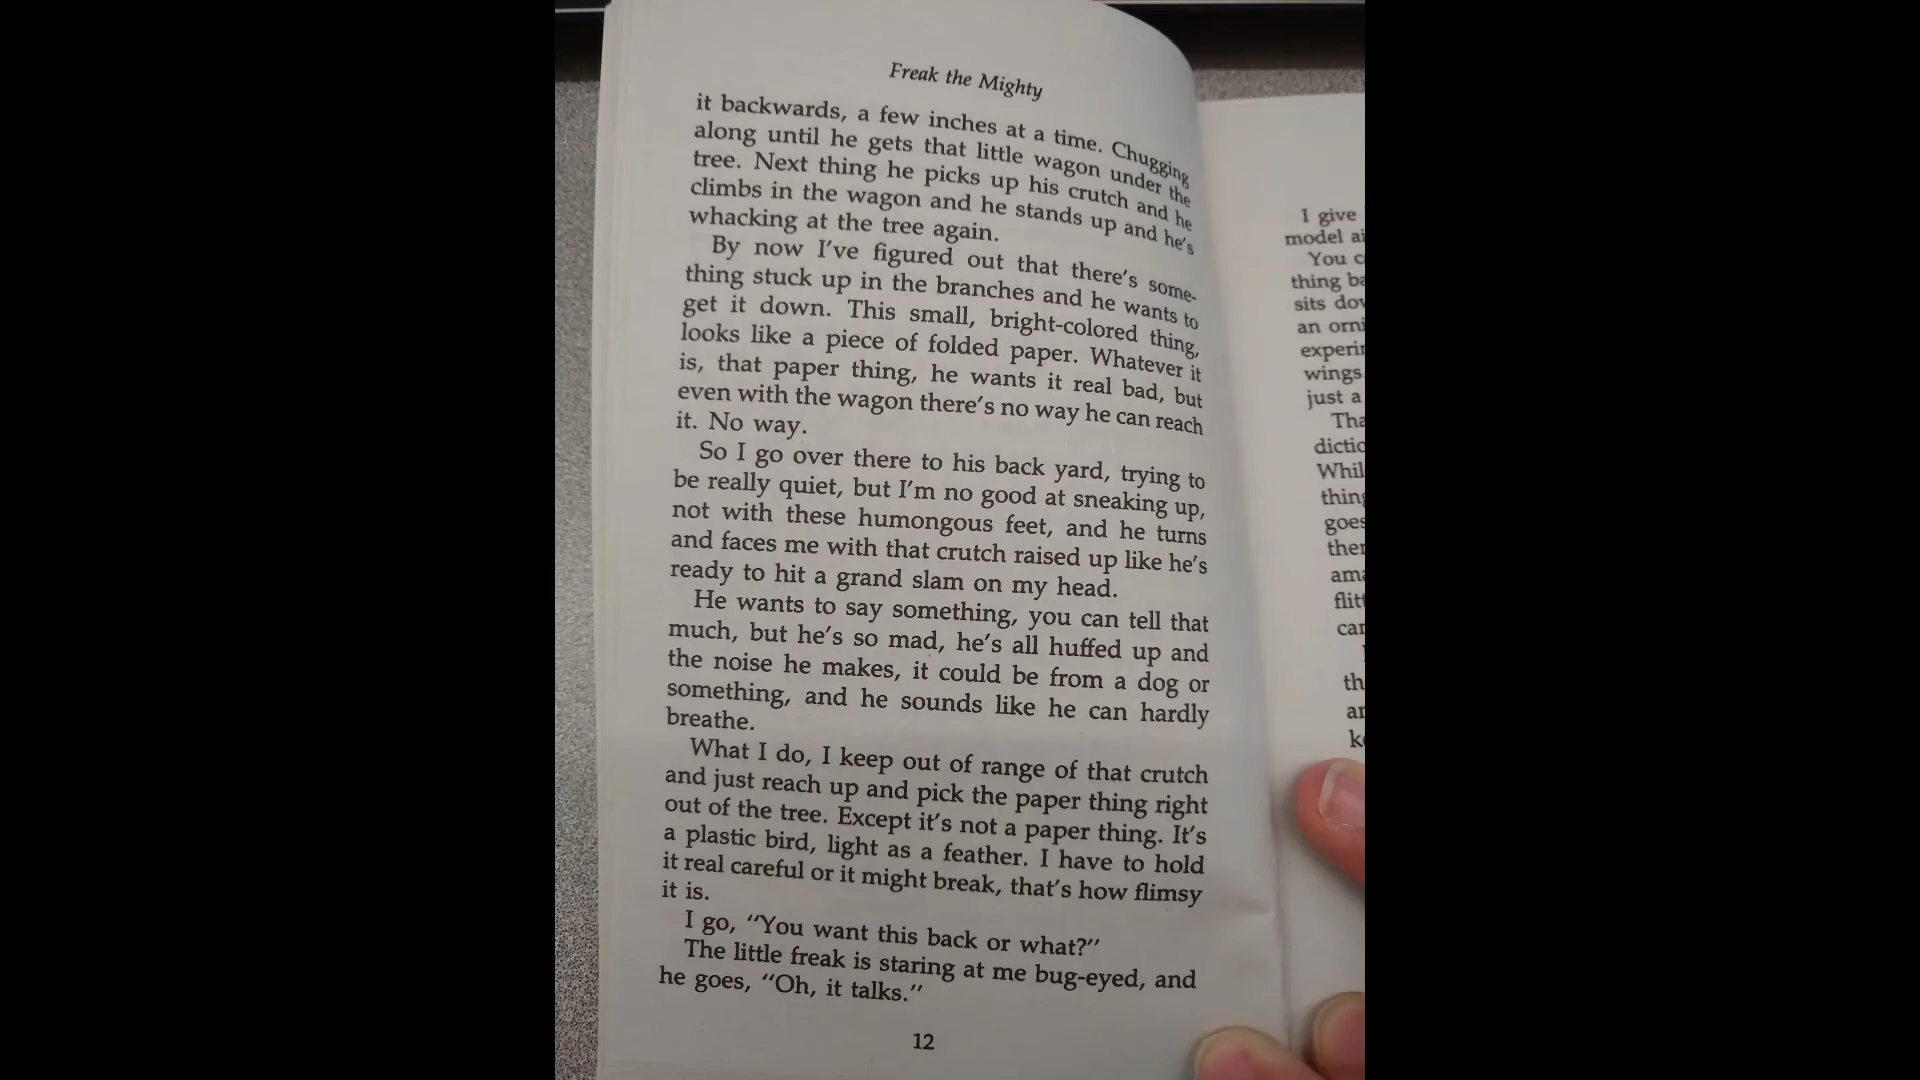 Freak the Mighty
it backwards, a few inches at a time. Chugging
along until he gets that little wagon under the
tree. Next thing he picks up his crutch and he
climbs in the wagon and he stands up and he's
whacking at the tree again.
By now I've figured out that there's some-
thing stuck up in the branches and he wants to
get it down. This small, bright-colored thing,
looks like a piece of folded paper. Whatever it
is, that paper thing, he wants it real bad, but
even with the wagon there's no way he can reach
it. No way.
So I go over there to his back yard, trying to
be really quiet, but I'm no good at sneaking up,
not with these humongous feet, and he turns
and faces me with that crutch raised up like he's
ready to hit a grand slam on my head.
He wants to say something, you can tell that
much, but he's so mad, he's all huffed up and
the noise he makes, it could be from a dog or
something, and he sounds like he can hardly
breathe.
What I do, I keep out of range of that crutch
and just reach up and pick the paper thing right
out of the tree. Except it's not a paper thing. It's
a plastic bird, light as a feather. I have to hold
it real careful or it might break, that's how flimsy
it is.
I go, "You want this back or what?"
The little freak is staring at me bug-eyed, and
he goes, "Oh, it talks."
12
I give
model
You
thing
sits
an
wings
just a
goes